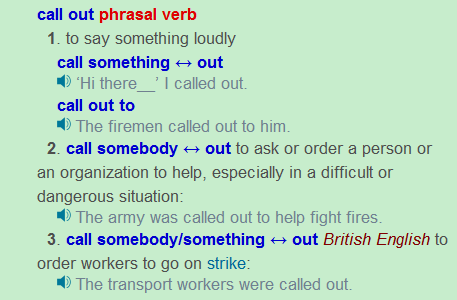 call out phrasal verb
1. to say something loudly
call something ↔ out
‘Hi there__’ I called out.
call out to
The firemen called out to him.
2. call somebody ↔ out to ask or order a person or
an organization to help, especially in a difficult or
dangerous situation:
The army was called out to help fight fires.
3. call somebody/something ↔ out British English to
order workers to go on strike:
The transport workers were called out.